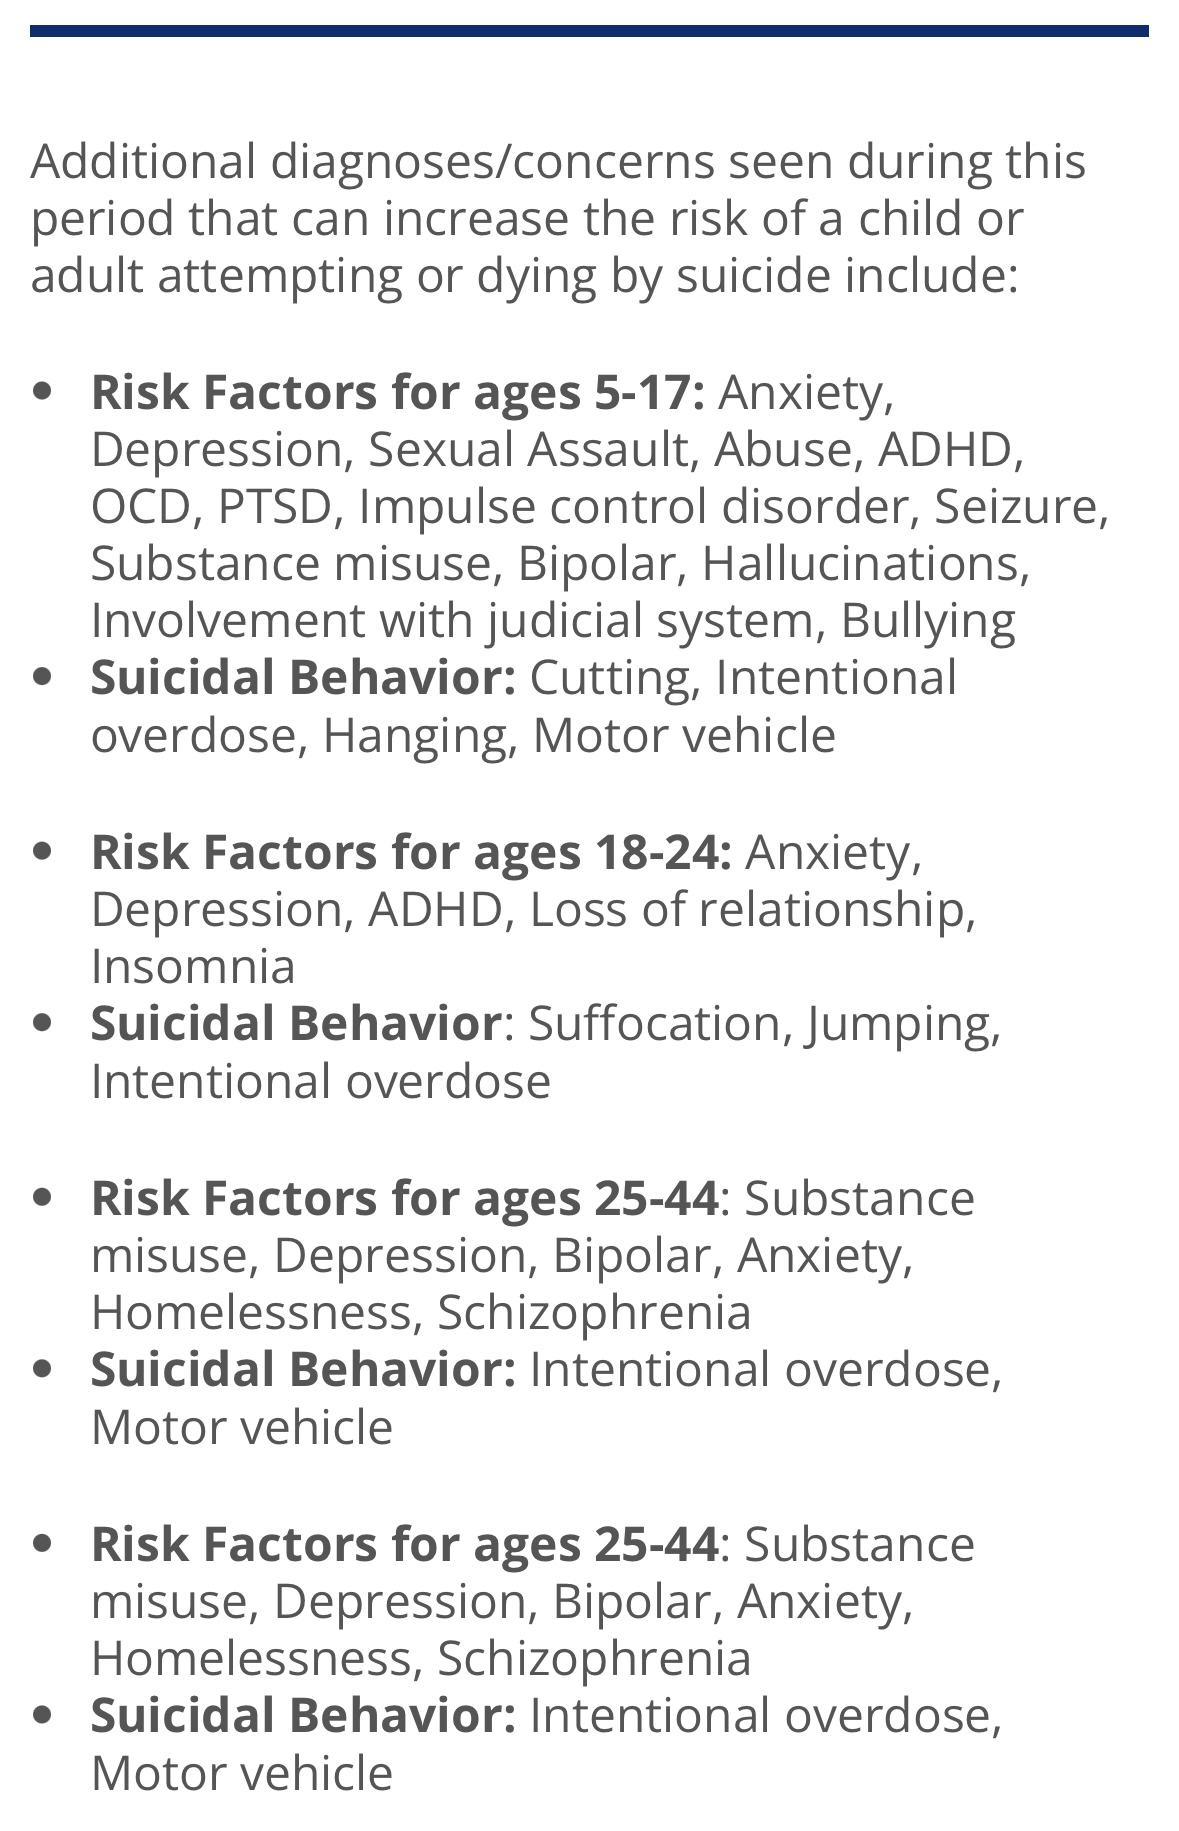 Additional diagnoses/concerns seen during this
period that can increase the risk of a child or
adult attempting or dying by suicide include:
• Risk Factors for ages 5-17: Anxiety,
Depression, Sexual Assault, Abuse, ADHD,
OCD, PTSD, Impulse control disorder, Seizure,
Substance misuse, Bipolar, Hallucinations,
Involvement with judicial system, Bullying
• Suicidal Behavior: Cutting, Intentional
overdose, Hanging, Motor vehicle
• Risk Factors for ages 18-24: Anxiety,
Depression, ADHD, Loss of relationship,
Insomnia
• Suicidal Behavior: Suffocation, Jumping,
Intentional overdose
• Risk Factors for ages 25-44: Substance
misuse, Depression, Bipolar, Anxiety,
Homelessness, Schizophrenia
• Suicidal Behavior: Intentional overdose,
Motor vehicle
• Risk Factors for ages 25-44: Substance
misuse, Depression, Bipolar, Anxiety,
Homelessness, Schizophrenia
• Suicidal Behavior: Intentional overdose,
Motor vehicle